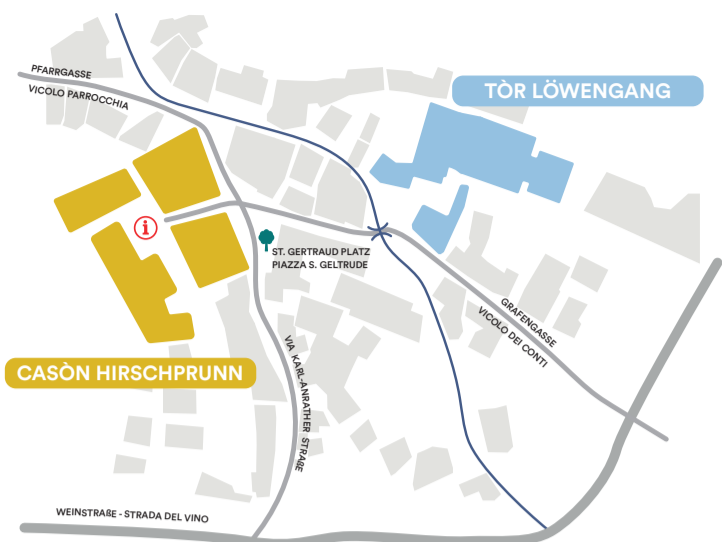 PFARRGASSE
VICOLO PARROCCHIA
TÒR LÖWENGANG
i
ST. GERTRAUD PLATZ
PIAZZA S. GELTRUDE
GRAFENGASSE
VICOLO DEI CONTI
CASÒN HIRSCHPRUNN
VIA KARL-ANRATHER STRAßE
WEINSTRAßE - STRADA DEL VINO